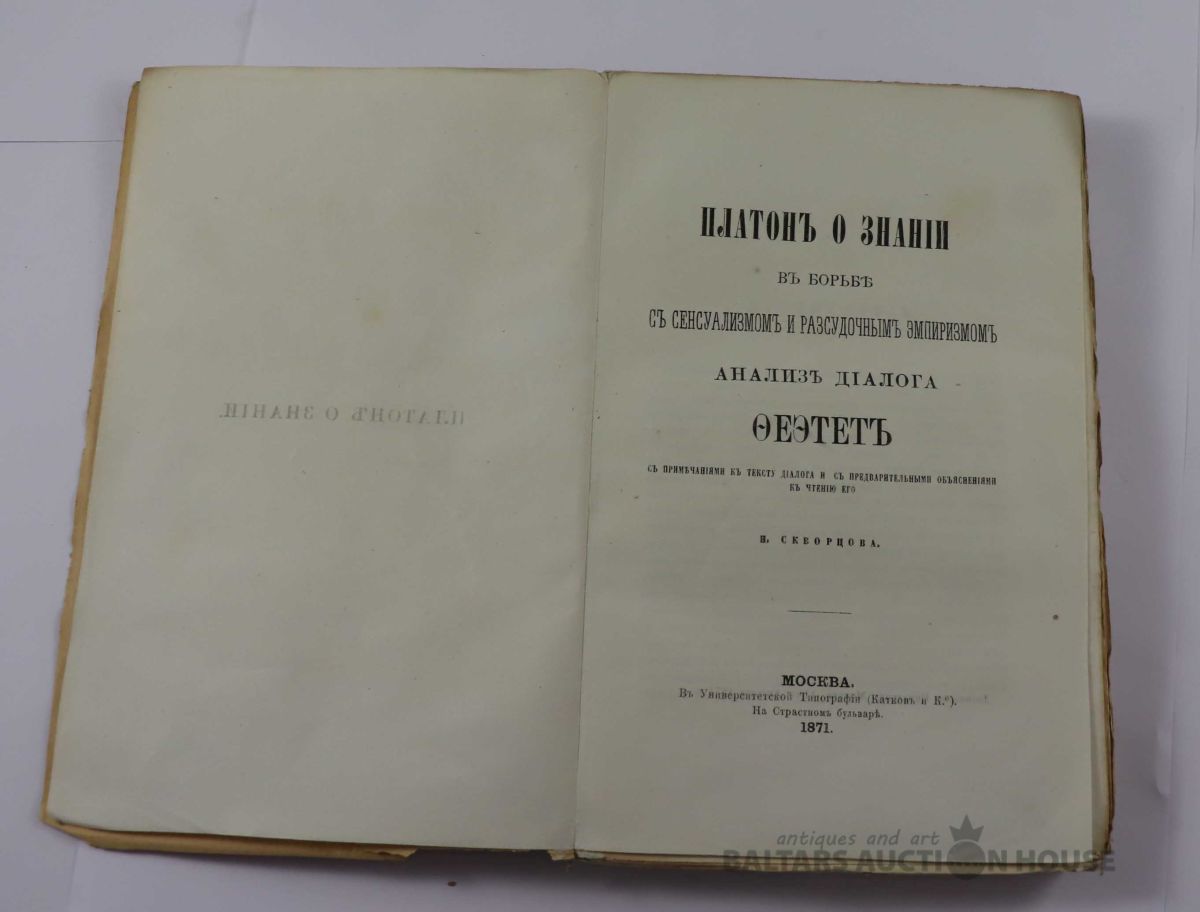 ПЛАТОНЪ О ЗНАНІИ.
ПЛАТОНЪ О ЗНАНІИ
ВЪ БОРЬБѢ
СЪ СЕНСУАЛИЗМОМЪ И РАЗСУДОЧНЫМЪ ЭМПИРИЗМОМЪ
АНАЛИЗЪ ДІАЛОГА
ѲЕЭТЕТЪ
СЪ ПРИМѢЧАНІЯМИ КЪ ТЕКСТУ ДІАЛОГА И СЪ ПРЕДВАРИТЕЛЬНЫМИ ОБЪЯСНЕНІЯМИ
КЪ ЧТЕНІЮ ЕГО
Н. СКВОРЦОВА.
МОСКВА.
Въ Университетской Типографіи (Катковъ и К.º).
На Страстномъ бульварѣ.
1871.
antiques and art
BALTARS AUCTION HOUSE